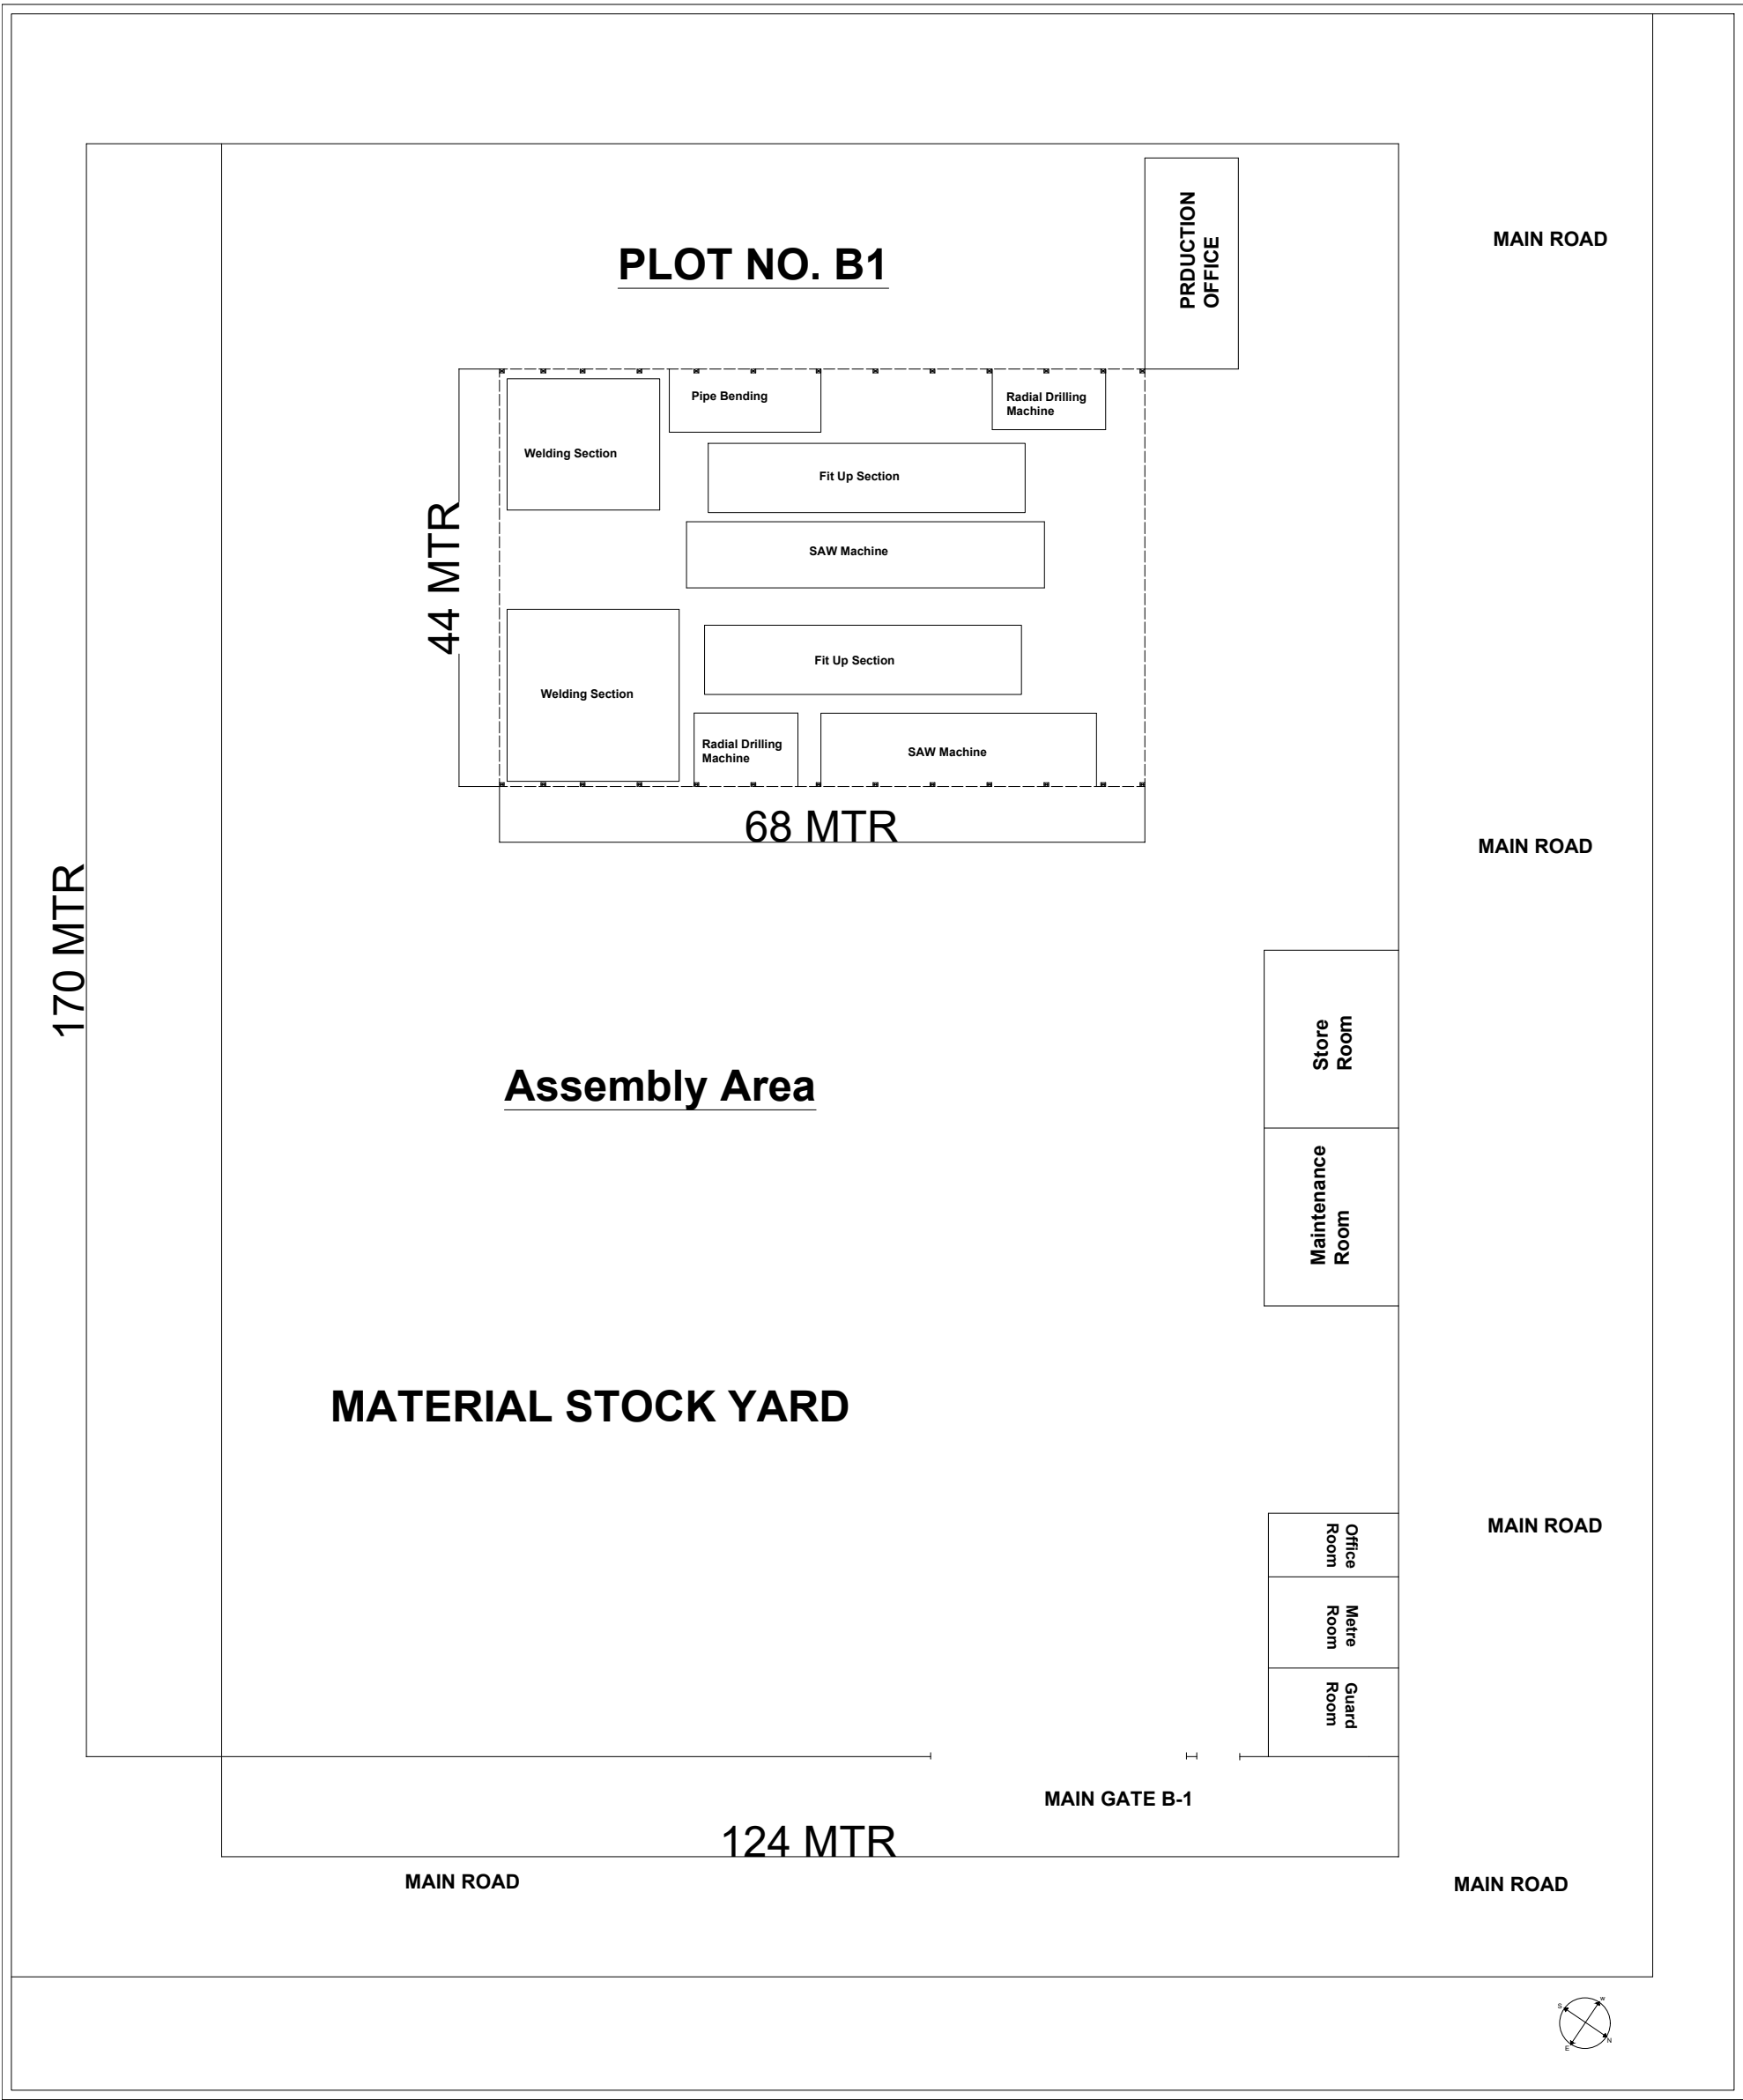 PLOT NO. B1
PRDUCTION
OFFICE
MAIN ROAD
Pipe Bending
Radial Drilling
Machine
Welding Section
Fit Up Section
SAW Machine
44 MTR
Fit Up Section
Welding Section
Radial Drilling
Machine
SAW Machine
68 MTR
MAIN ROAD
170 MTR
Store
Room
Assembly Area
Maintenance
Room
MATERIAL STOCK YARD
Office
Room
MAIN ROAD
Metre
Room
Guard
Room
MAIN GATE B-1
124 MTR
MAIN ROAD
MAIN ROAD
S
W
E
N